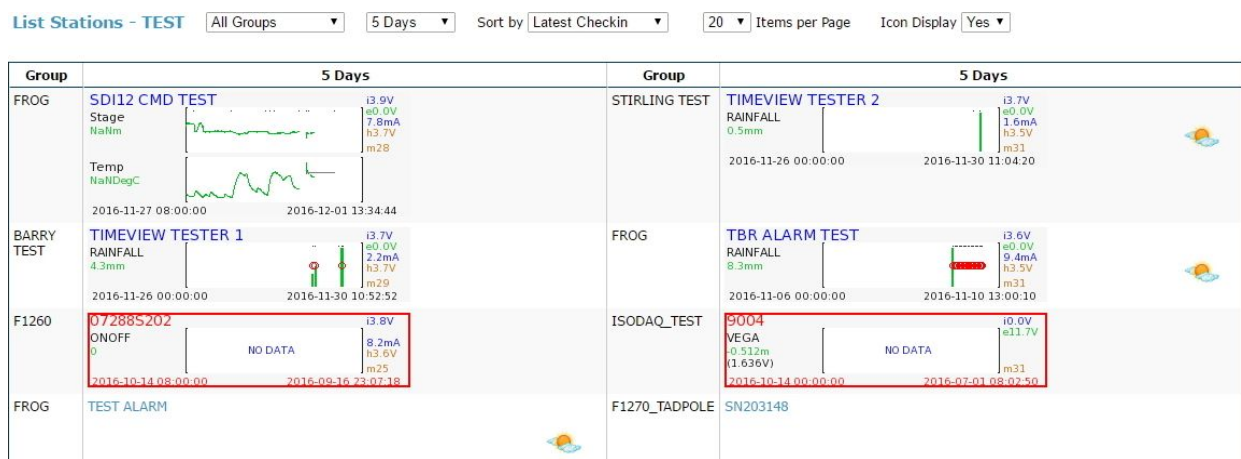 List Stations - TEST All Groups 5 Days Sort by Latest Checkin 20 Items per Page Icon Display Yes
Group 5 Days Group 5 Days
FROG
SDI12 CMD TEST
Stage
NaNm
Temp
NaNDegC
i3.9V
e0.0V
7.8mA
h3.7V
m28
2016-11-27 08:00:00 2016-12-01 13:34:44
STIRLING TEST
TIMEVIEW TESTER 2
RAINFALL
0.5mm
i3.7V
e0.0V
1.6mA
h3.5V
m31
2016-11-26 00:00:00 2016-11-30 11:04:20
BARRY
TEST
TIMEVIEW TESTER 1
RAINFALL
4.3mm
i3.7V
e0.0V
2.2mA
h3.7V
m29
2016-11-26 00:00:00 2016-11-30 10:52:52
FROG
TBR ALARM TEST
RAINFALL
8.3mm
i3.6V
e0.0V
9.4mA
h3.5V
m31
2016-11-06 00:00:00 2016-11-10 13:00:10
F1260
07288S202
ONOFF
0
NO DATA
i3.8V
8.2mA
h3.6V
m25
2016-10-14 08:00:00 2016-09-16 23:07:18
ISODAQ_TEST
9004
VEGA
-0.512m
(1.636V)
NO DATA
i0.0V
e11.7V
m31
2016-10-14 00:00:00 2016-07-01 08:02:50
FROG
TEST ALARM
F1270_TADPOLE
SN203148